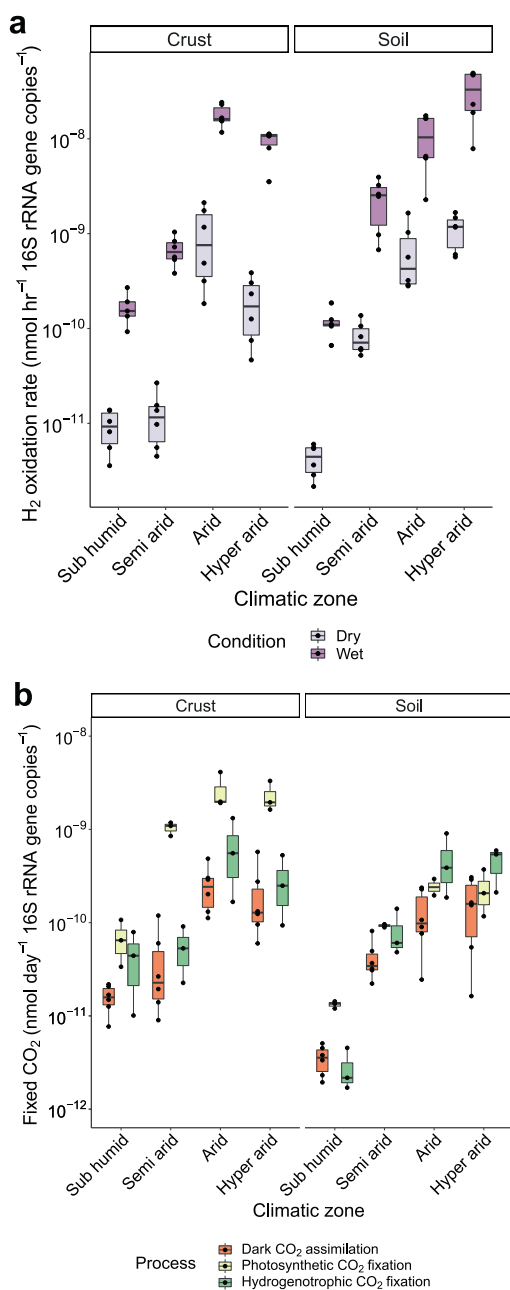 a
Crust
Soil
H₂ oxidation rate (nmol hr⁻¹ 16S rRNA gene copies⁻¹)
10⁻⁸
10⁻⁹
10⁻¹⁰
10⁻¹¹
Sub humid
Semi arid
Arid
Hyper arid
Sub humid
Semi arid
Arid
Hyper arid
Climatic zone
Condition
Dry
Wet
b
Crust
Soil
Fixed CO₂ (nmol day⁻¹ 16S rRNA gene copies⁻¹)
10⁻⁸
10⁻⁹
10⁻¹⁰
10⁻¹¹
10⁻¹²
Sub humid
Semi arid
Arid
Hyper arid
Sub humid
Semi arid
Arid
Hyper arid
Climatic zone
Process
Dark CO₂ assimilation
Photosynthetic CO₂ fixation
Hydrogenotrophic CO₂ fixation